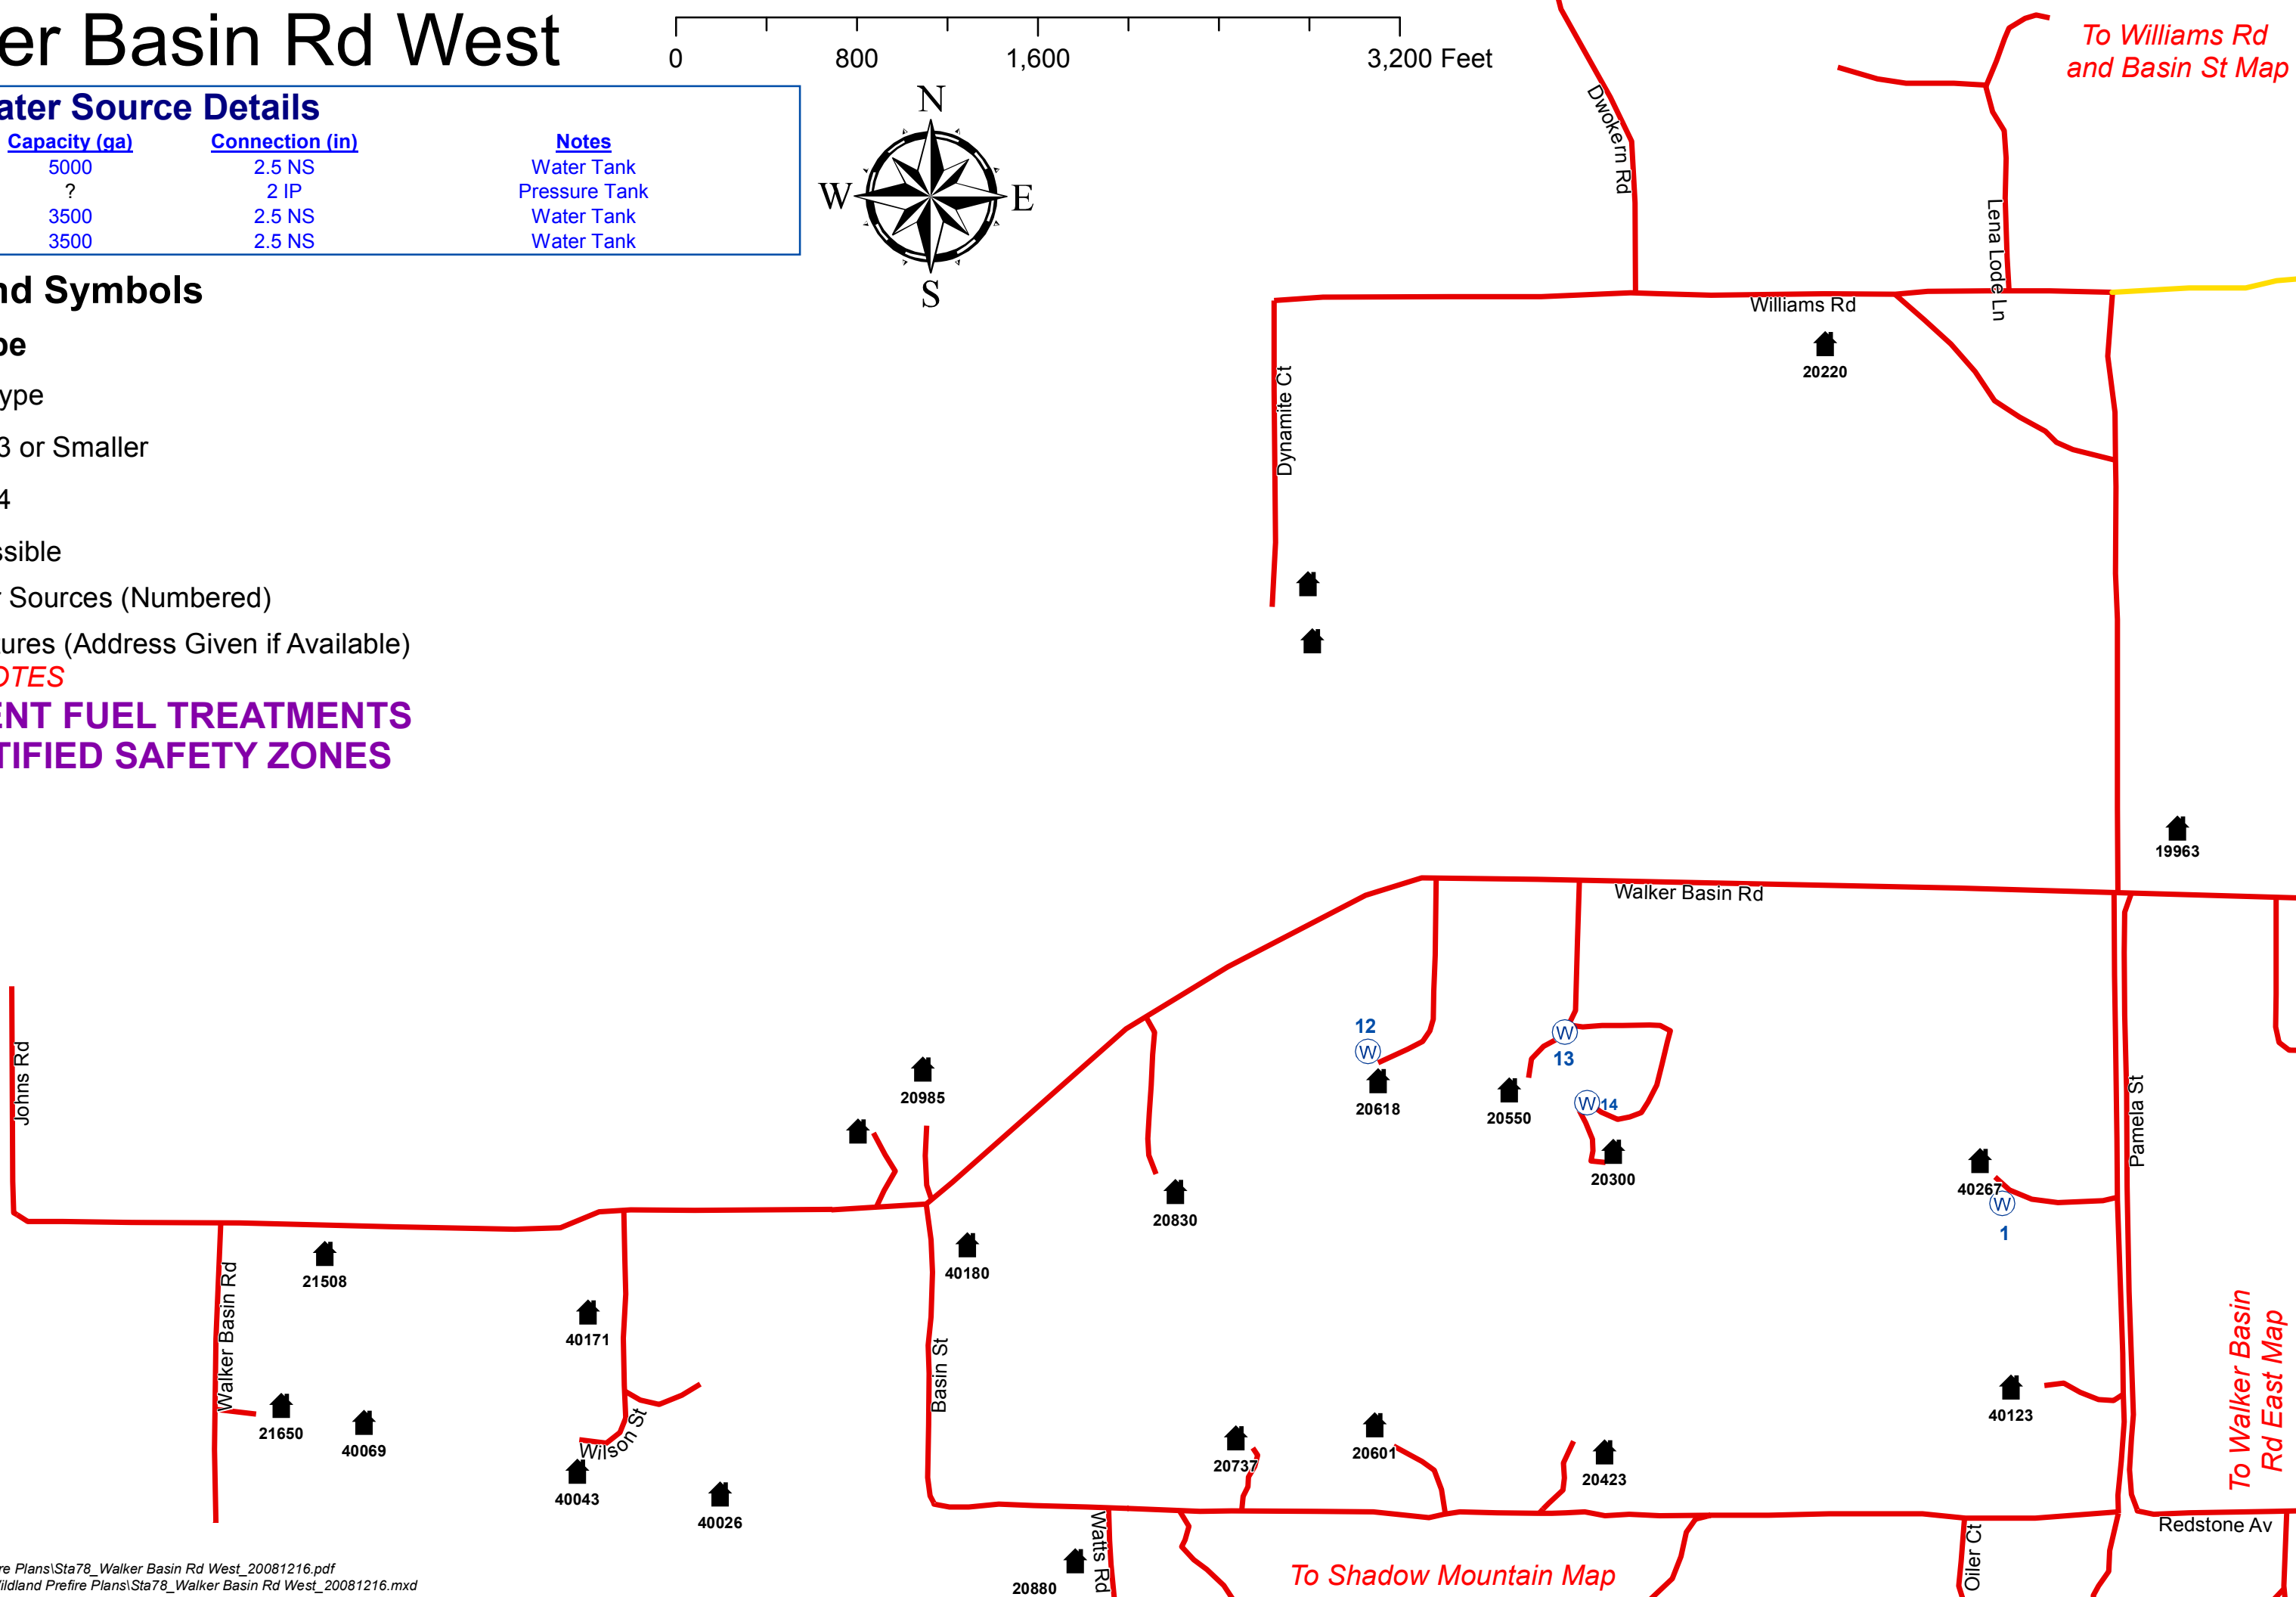 er Basin Rd West
0 800 1,600 3,200 Feet
ater Source Details
Capacity (ga) Connection (in) Notes
5000 2.5 NS Water Tank
? 2 IP Pressure Tank
3500 2.5 NS Water Tank
3500 2.5 NS Water Tank
N
W E
S
nd Symbols
pe
ype
3 or Smaller
4
ssible
r Sources (Numbered)
tures (Address Given if Available)
OTES
ENT FUEL TREATMENTS
TIFIED SAFETY ZONES
To Williams Rd
and Basin St Map
Dwokern Rd
Lena Lode Ln
Williams Rd
20220
Dynamite Ct
19963
Walker Basin Rd
Johns Rd
12
W
20618
W
13
20550
W 14
20300
20985
20830
40180
Pamela St
40267
W
1
21508
Walker Basin Rd
21650
40069
40171
Wilson St
40043
40026
Basin St
20737
20601
20423
40123
To Walker Basin
Rd East Map
Redstone Av
Watts Rd
20880
To Shadow Mountain Map
Oiler Ct
re Plans\Sta78_Walker Basin Rd West_20081216.pdf
ildland Prefire Plans\Sta78_Walker Basin Rd West_20081216.mxd